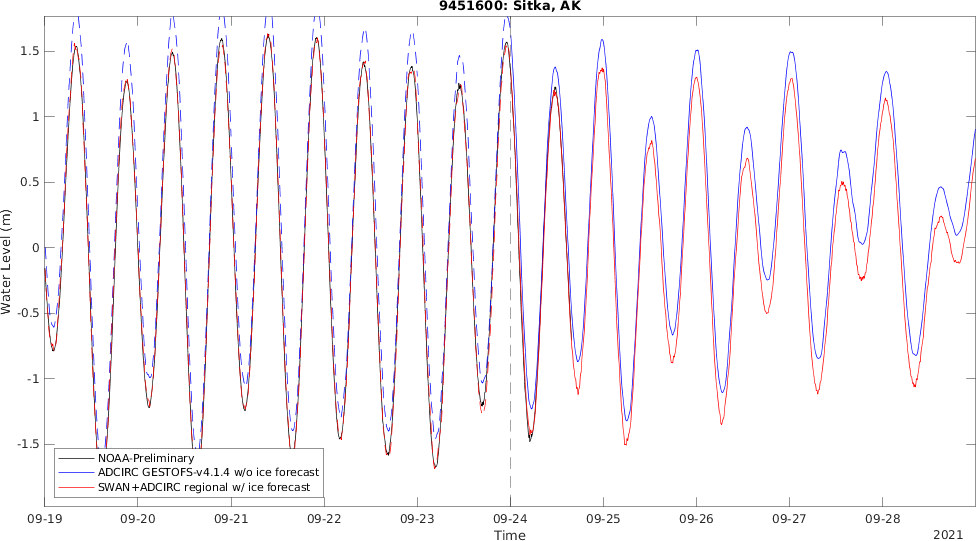 9451600: Sitka, AK
Water Level (m)
1.5
1
0.5
0
-0.5
-1
-1.5
NOAA-Preliminary
ADCIRC GESTOFS-v4.1.4 w/o ice forecast
SWAN+ADCIRC regional w/ ice forecast
09-19 09-20 09-21 09-22 09-23 09-24 09-25 09-26 09-27 09-28
Time
2021